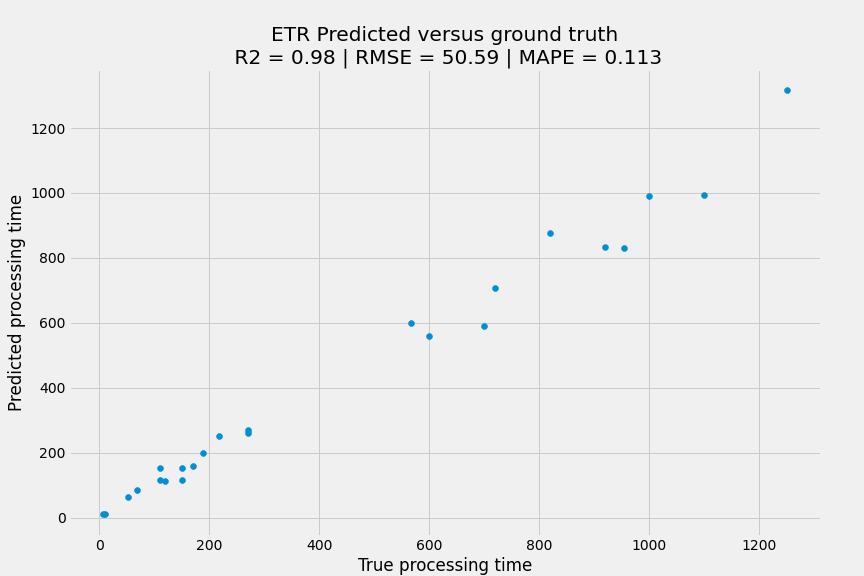 ETR Predicted versus ground truth
R2 = 0.98 | RMSE = 50.59 | MAPE = 0.113
Predicted processing time
1200
1000
800
600
400
200
0
0 200 400 600 800 1000 1200
True processing time